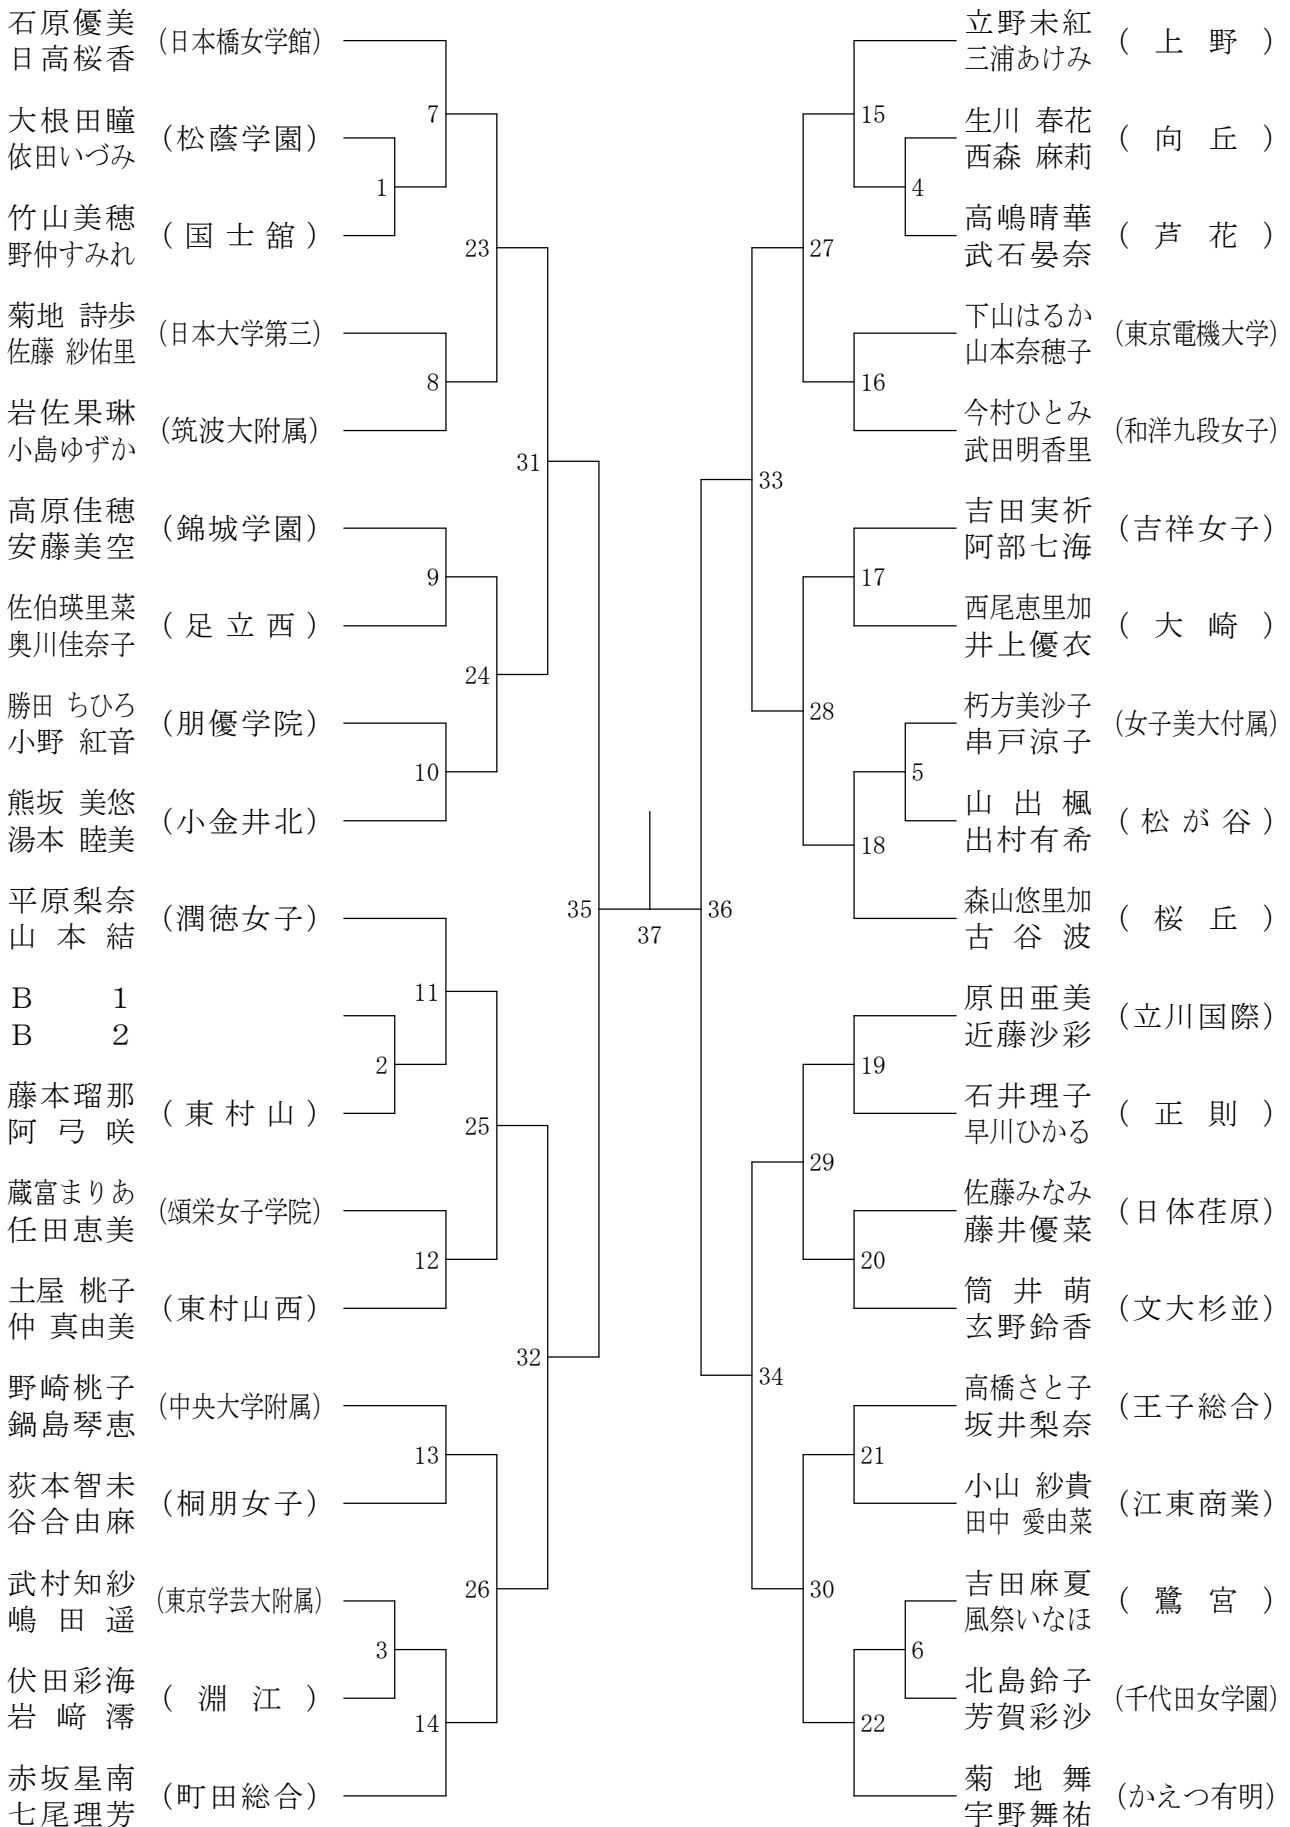 石原優美
日高桜香
(日本橋女学館)
大根田瞳
依田いづみ
(松蔭学園)
竹山美穂
野仲すみれ
(国士舘)
菊地 詩歩
佐藤 紗佑里
(日本大学第三)
岩佐果琳
小島ゆずか
(筑波大附属)
高原佳穂
安藤美空
(錦城学園)
佐伯瑛里菜
奥川佳奈子
(足立西)
勝田 ちひろ
小野 紅音
(朋優学院)
熊坂 美悠
湯本 睦美
(小金井北)
平原梨奈
山本結
(潤徳女子)
B 1
B 2
藤本瑠那
阿弓咲
(東村山)
蔵富まりあ
任田恵美
(頌栄女子学院)
土屋 桃子
仲 真由美
(東村山西)
野崎桃子
鍋島琴恵
(中央大学附属)
荻本智未
谷合由麻
(桐朋女子)
武村知紗
嶋田遥
(東京学芸大附属)
伏田彩海
岩﨑澪
(淵江)
赤坂星南
七尾理芳
(町田総合)
7
1
23
8
31
9
24
10
35
11
2
25
12
32
13
26
3
14
37
立野未紅
三浦あけみ
(上野)
生川 春花
西森 麻莉
(向丘)
高嶋晴華
武石晏奈
(芦花)
下山はるか
山本奈穂子
(東京電機大学)
今村ひとみ
武田明香里
(和洋九段女子)
吉田実祈
阿部七海
(吉祥女子)
西尾恵里加
井上優衣
(大崎)
朽方美沙子
串戸涼子
(女子美大付属)
山出楓
出村有希
(松が谷)
森山悠里加
古谷波
(桜丘)
原田亜美
近藤沙彩
(立川国際)
石井理子
早川ひかる
(正則)
佐藤みなみ
藤井優菜
(日体荏原)
筒井萌
玄野鈴香
(文大杉並)
高橋さと子
坂井梨奈
(王子総合)
小山 紗貴
田中 愛由菜
(江東商業)
吉田麻夏
風祭いなほ
(鷺宮)
北島鈴子
芳賀彩沙
(千代田女学園)
菊地舞
宇野舞祐
(かえつ有明)
15
4
27
16
33
17
28
5
18
36
19
29
20
34
21
30
6
22